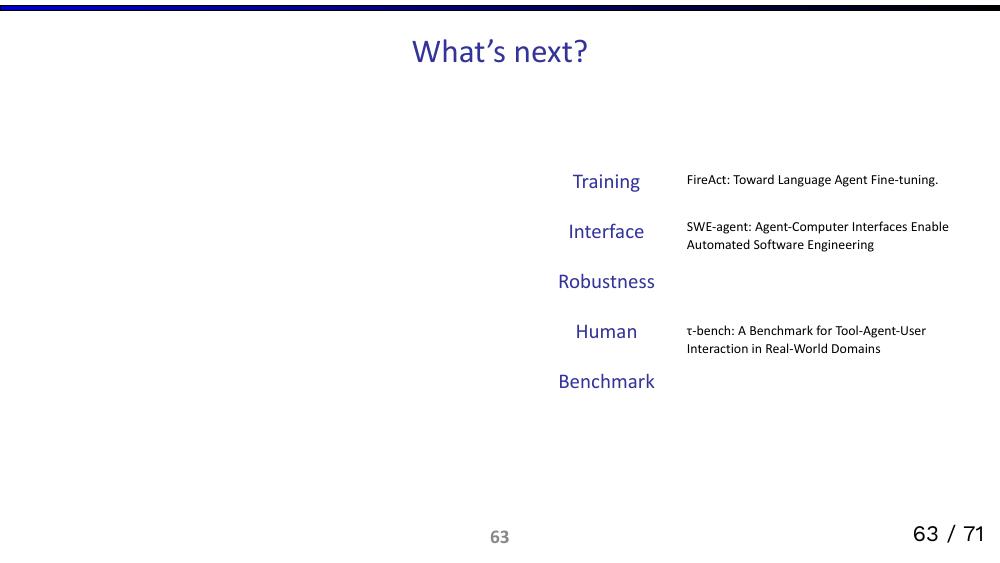 What’s next?
Training
FireAct: Toward Language Agent Fine-tuning.
Interface
SWE-agent: Agent-Computer Interfaces Enable
Automated Software Engineering
Robustness
Human
τ-bench: A Benchmark for Tool-Agent-User
Interaction in Real-World Domains
Benchmark
63
63 / 71